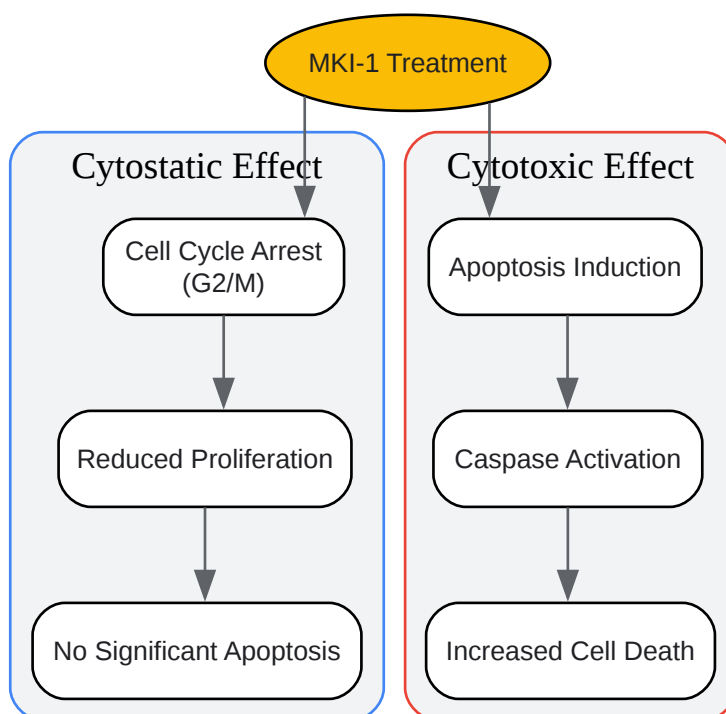 MKI-1 Treatment
Cytostatic Effect
Cell Cycle Arrest
(G2/M)
Reduced Proliferation
No Significant Apoptosis
Cytotoxic Effect
Apoptosis Induction
Caspase Activation
Increased Cell Death